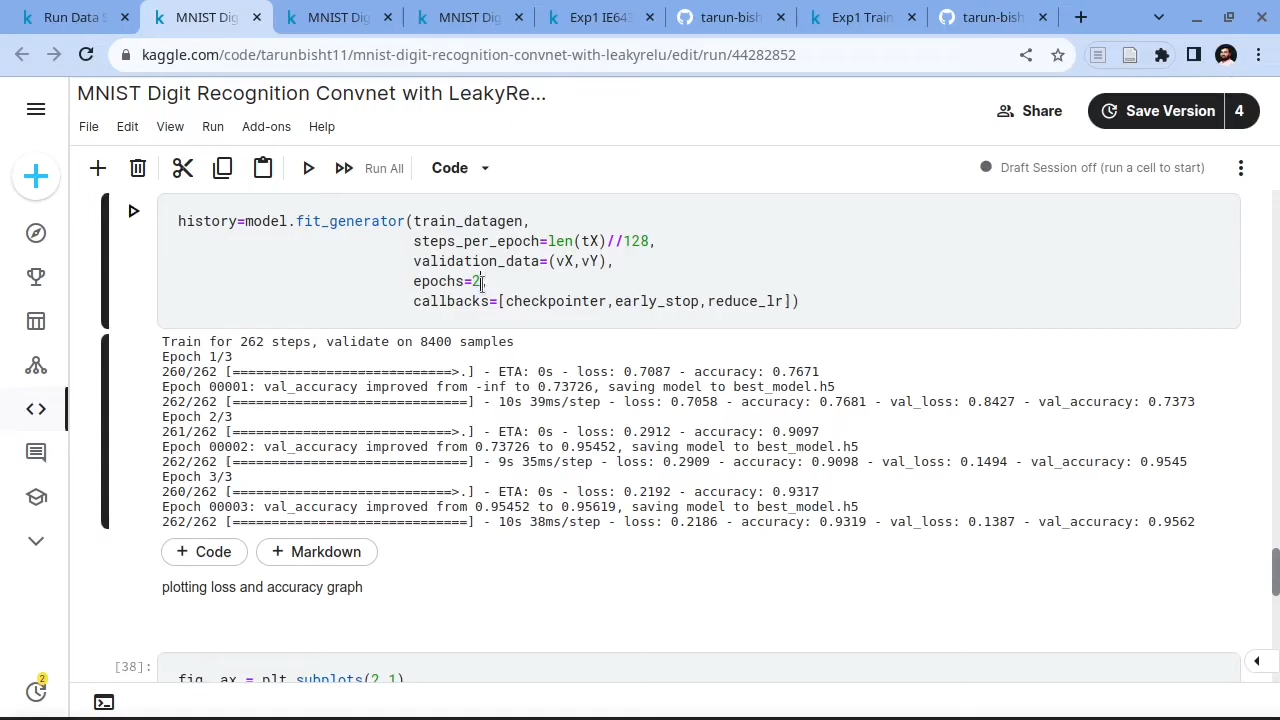 Run Data S
MNIST Dig
MNIST Dig
MNIST Dig
Exp1 IE643
tarun-bish
Exp1 Train
tarun-bish
kaggle.com/code/tarunbisht11/mnist-digit-recognition-convnet-with-leakyrelu/edit/run/44282852
MNIST Digit Recognition Convnet with LeakyRe...
File Edit View Run Add-ons Help
Share
Save Version 4
Run All
Code
Draft Session off (run a cell to start)
history=model.fit_generator(train_datagen,
steps_per_epoch=len(tX)//128,
validation_data=(vX,vY),
epochs=2,
callbacks=[checkpointer,early_stop,reduce_lr])
Train for 262 steps, validate on 8400 samples
Epoch 1/3
260/262 [============================>.] - ETA: 0s - loss: 0.7087 - accuracy: 0.7671
Epoch 00001: val_accuracy improved from -inf to 0.73726, saving model to best_model.h5
262/262 [==============================] - 10s 39ms/step - loss: 0.7058 - accuracy: 0.7681 - val_loss: 0.8427 - val_accuracy: 0.7373
Epoch 2/3
261/262 [============================>.] - ETA: 0s - loss: 0.2912 - accuracy: 0.9097
Epoch 00002: val_accuracy improved from 0.73726 to 0.95452, saving model to best_model.h5
262/262 [==============================] - 9s 35ms/step - loss: 0.2909 - accuracy: 0.9098 - val_loss: 0.1494 - val_accuracy: 0.9545
Epoch 3/3
260/262 [============================>.] - ETA: 0s - loss: 0.2192 - accuracy: 0.9317
Epoch 00003: val_accuracy improved from 0.95452 to 0.95619, saving model to best_model.h5
262/262 [==============================] - 10s 38ms/step - loss: 0.2186 - accuracy: 0.9319 - val_loss: 0.1387 - val_accuracy: 0.9562
+ Code
+ Markdown
plotting loss and accuracy graph
[38]:
fig, ax = plt.subplots(2,1)
2